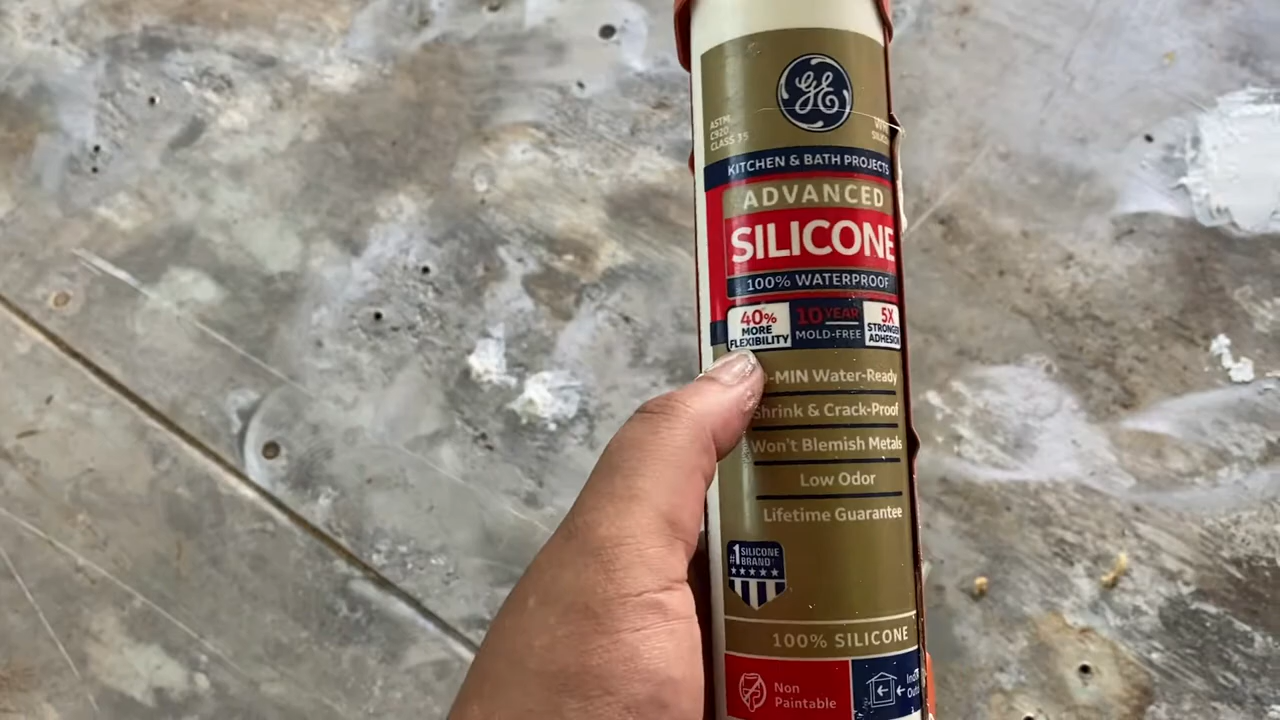 GE
ASTM
C920
CLASS 35
KITCHEN & BATH PROJECTS
ADVANCED
SILICONE
100% WATERPROOF
40%
MORE
FLEXIBILITY
10 YEAR
MOLD-FREE
5X
STRONGER
ADHESION
-MIN Water-Ready
Shrink & Crack-Proof
Won't Blemish Metals
Low Odor
Lifetime Guarantee
#1 SILICONE
BRAND
100% SILICONE
Non
Paintable